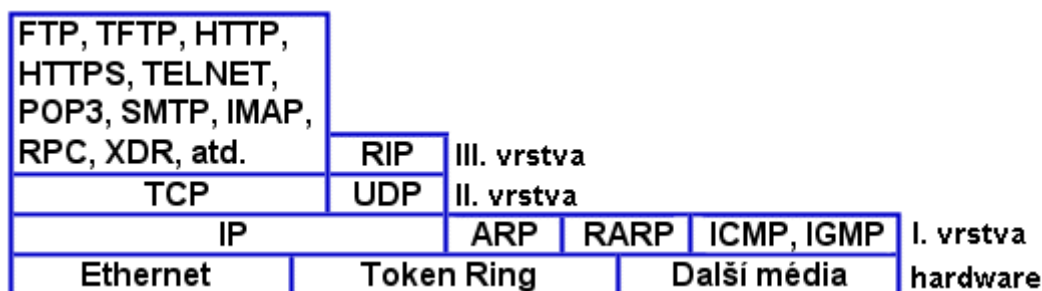 FTP, TFTP, HTTP,
HTTPS, TELNET,
POP3, SMTP, IMAP,
RPC, XDR, atd.
RIP
III. vrstva
TCP
UDP
II. vrstva
IP
ARP
RARP
ICMP, IGMP
I. vrstva
Ethernet
Token Ring
Další média
hardware